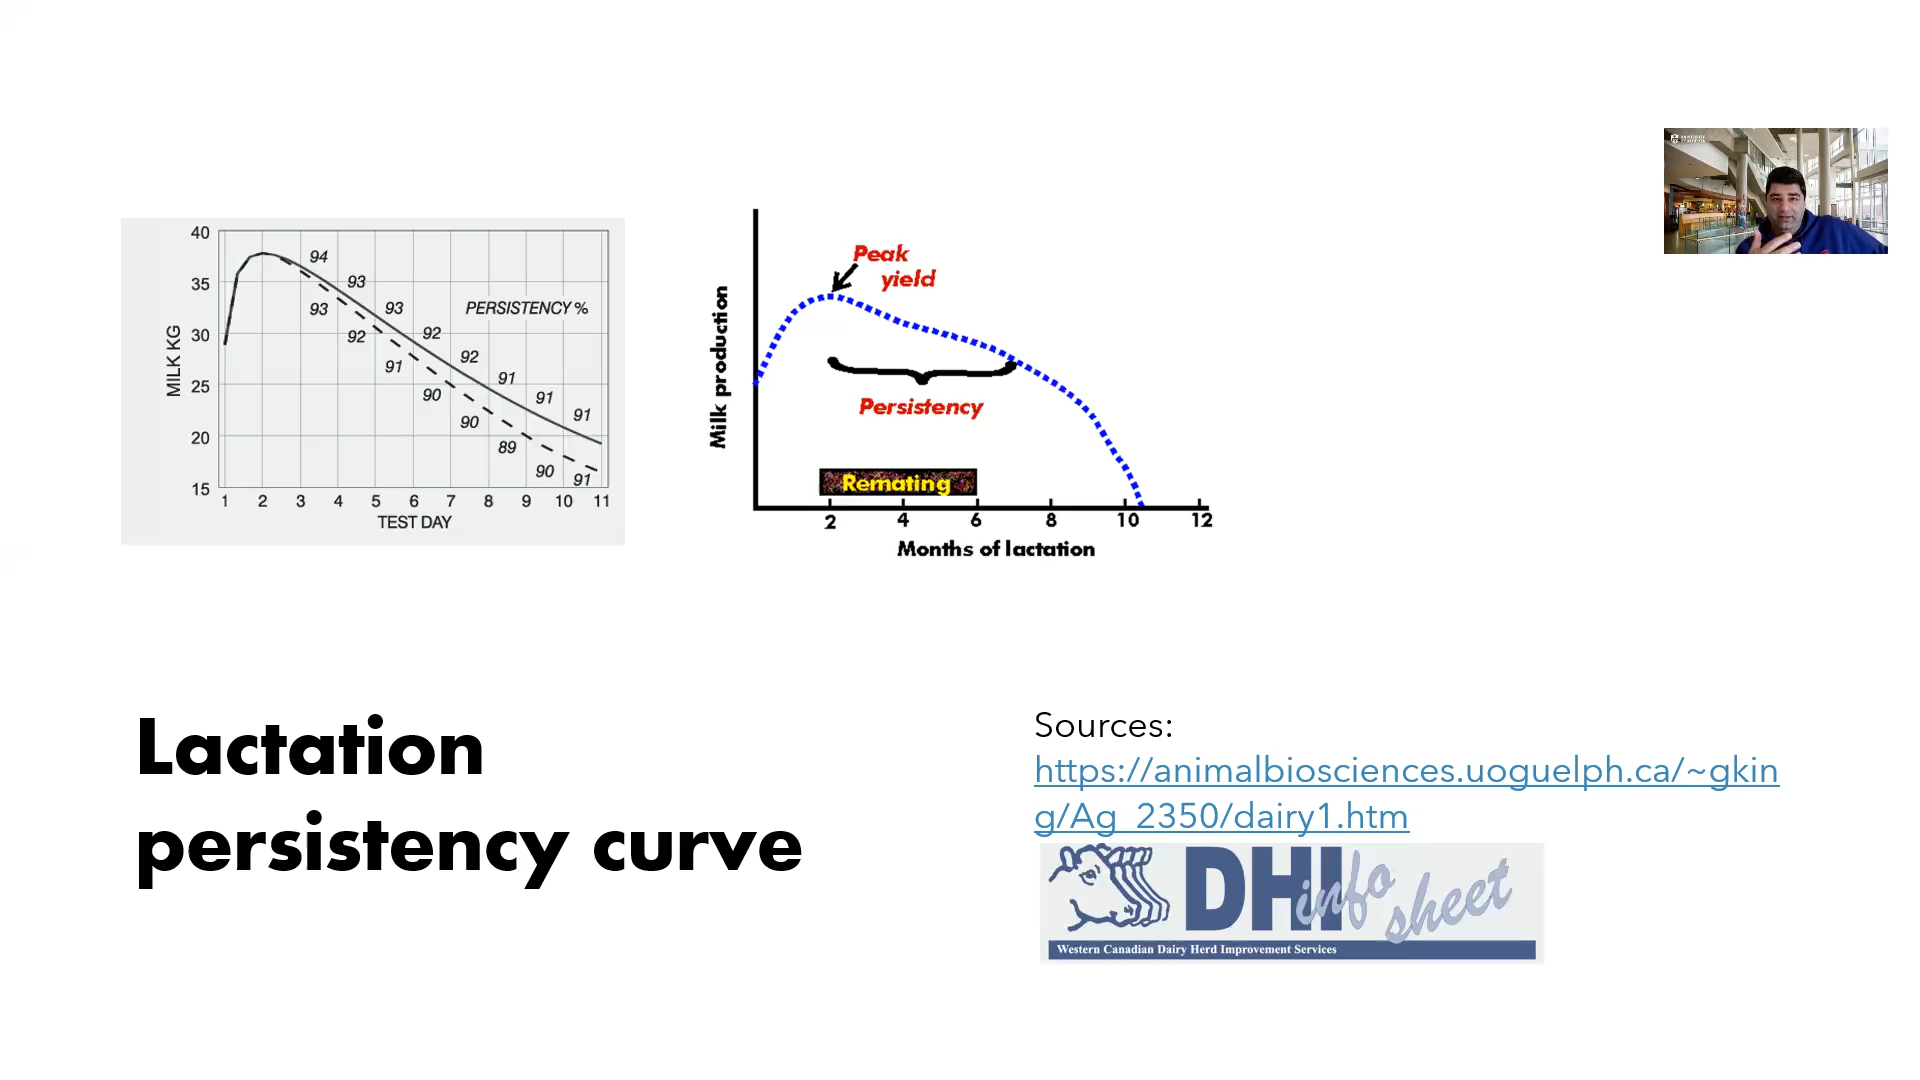 40
35
30
25
20
15
MILK KG
94
93
93
92
92
91
91
91
PERSISTENCY %
93
92
91
90
90
89
90
91
1 2 3 4 5 6 7 8 9 10 11
TEST DAY
Milk production
Peak
yield
Persistency
Remating
2 4 6 8 10 12
Months of lactation
Lactation
persistency curve
Sources:
https://animalbiosciences.uoguelph.ca/~gkin
g/Ag_2350/dairy1.htm
DHI info sheet
Western Canadian Dairy Herd Improvement Services